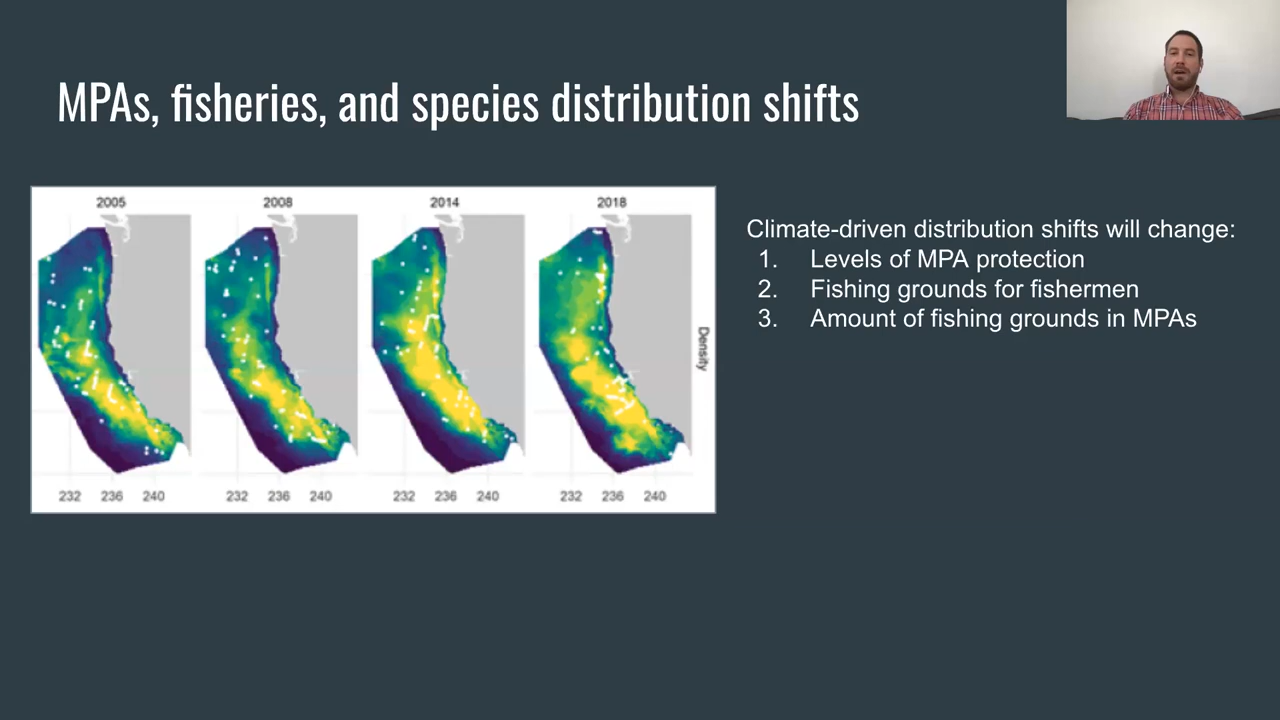 MPAs, fisheries, and species distribution shifts
2005 2008 2014 2018
Density
232 236 240 232 236 240 232 236 240 232 236 240
Climate-driven distribution shifts will change:
1. Levels of MPA protection
2. Fishing grounds for fishermen
3. Amount of fishing grounds in MPAs